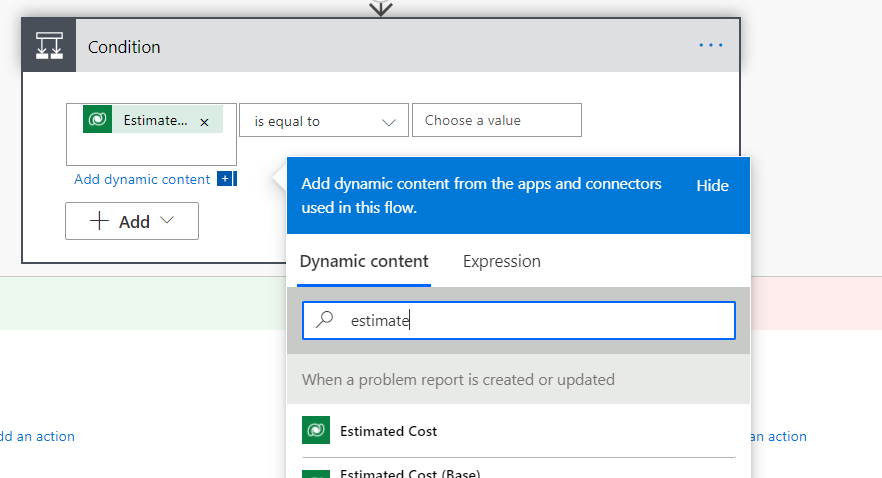 Condition
...
Estimate... x
is equal to
Choose a value
Add dynamic content
Add
Add dynamic content from the apps and connectors
used in this flow.
Hide
Dynamic content
Expression
estimate
When a problem report is created or updated
Estimated Cost
Estimated Cost (Base)
dd an action
an action